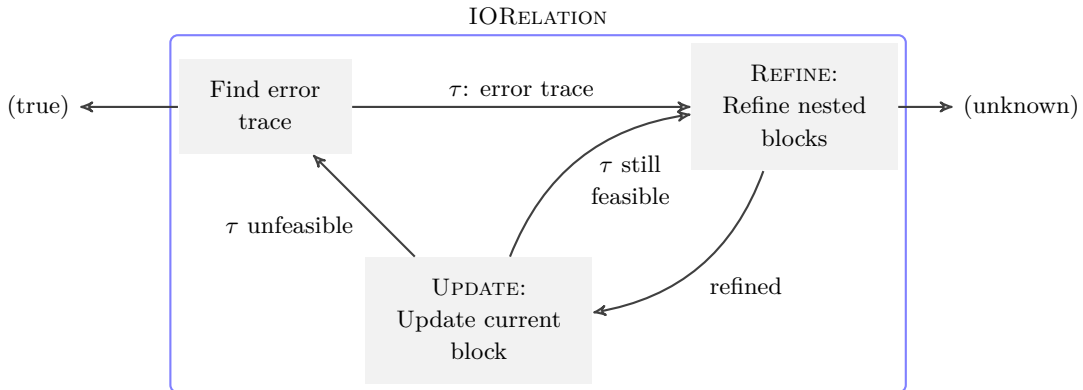 IORELATION
(true)
Find error
trace
τ: error trace
REFINE:
Refine nested
blocks
(unknown)
τ still
feasible
τ unfeasible
refined
UPDATE:
Update current
block